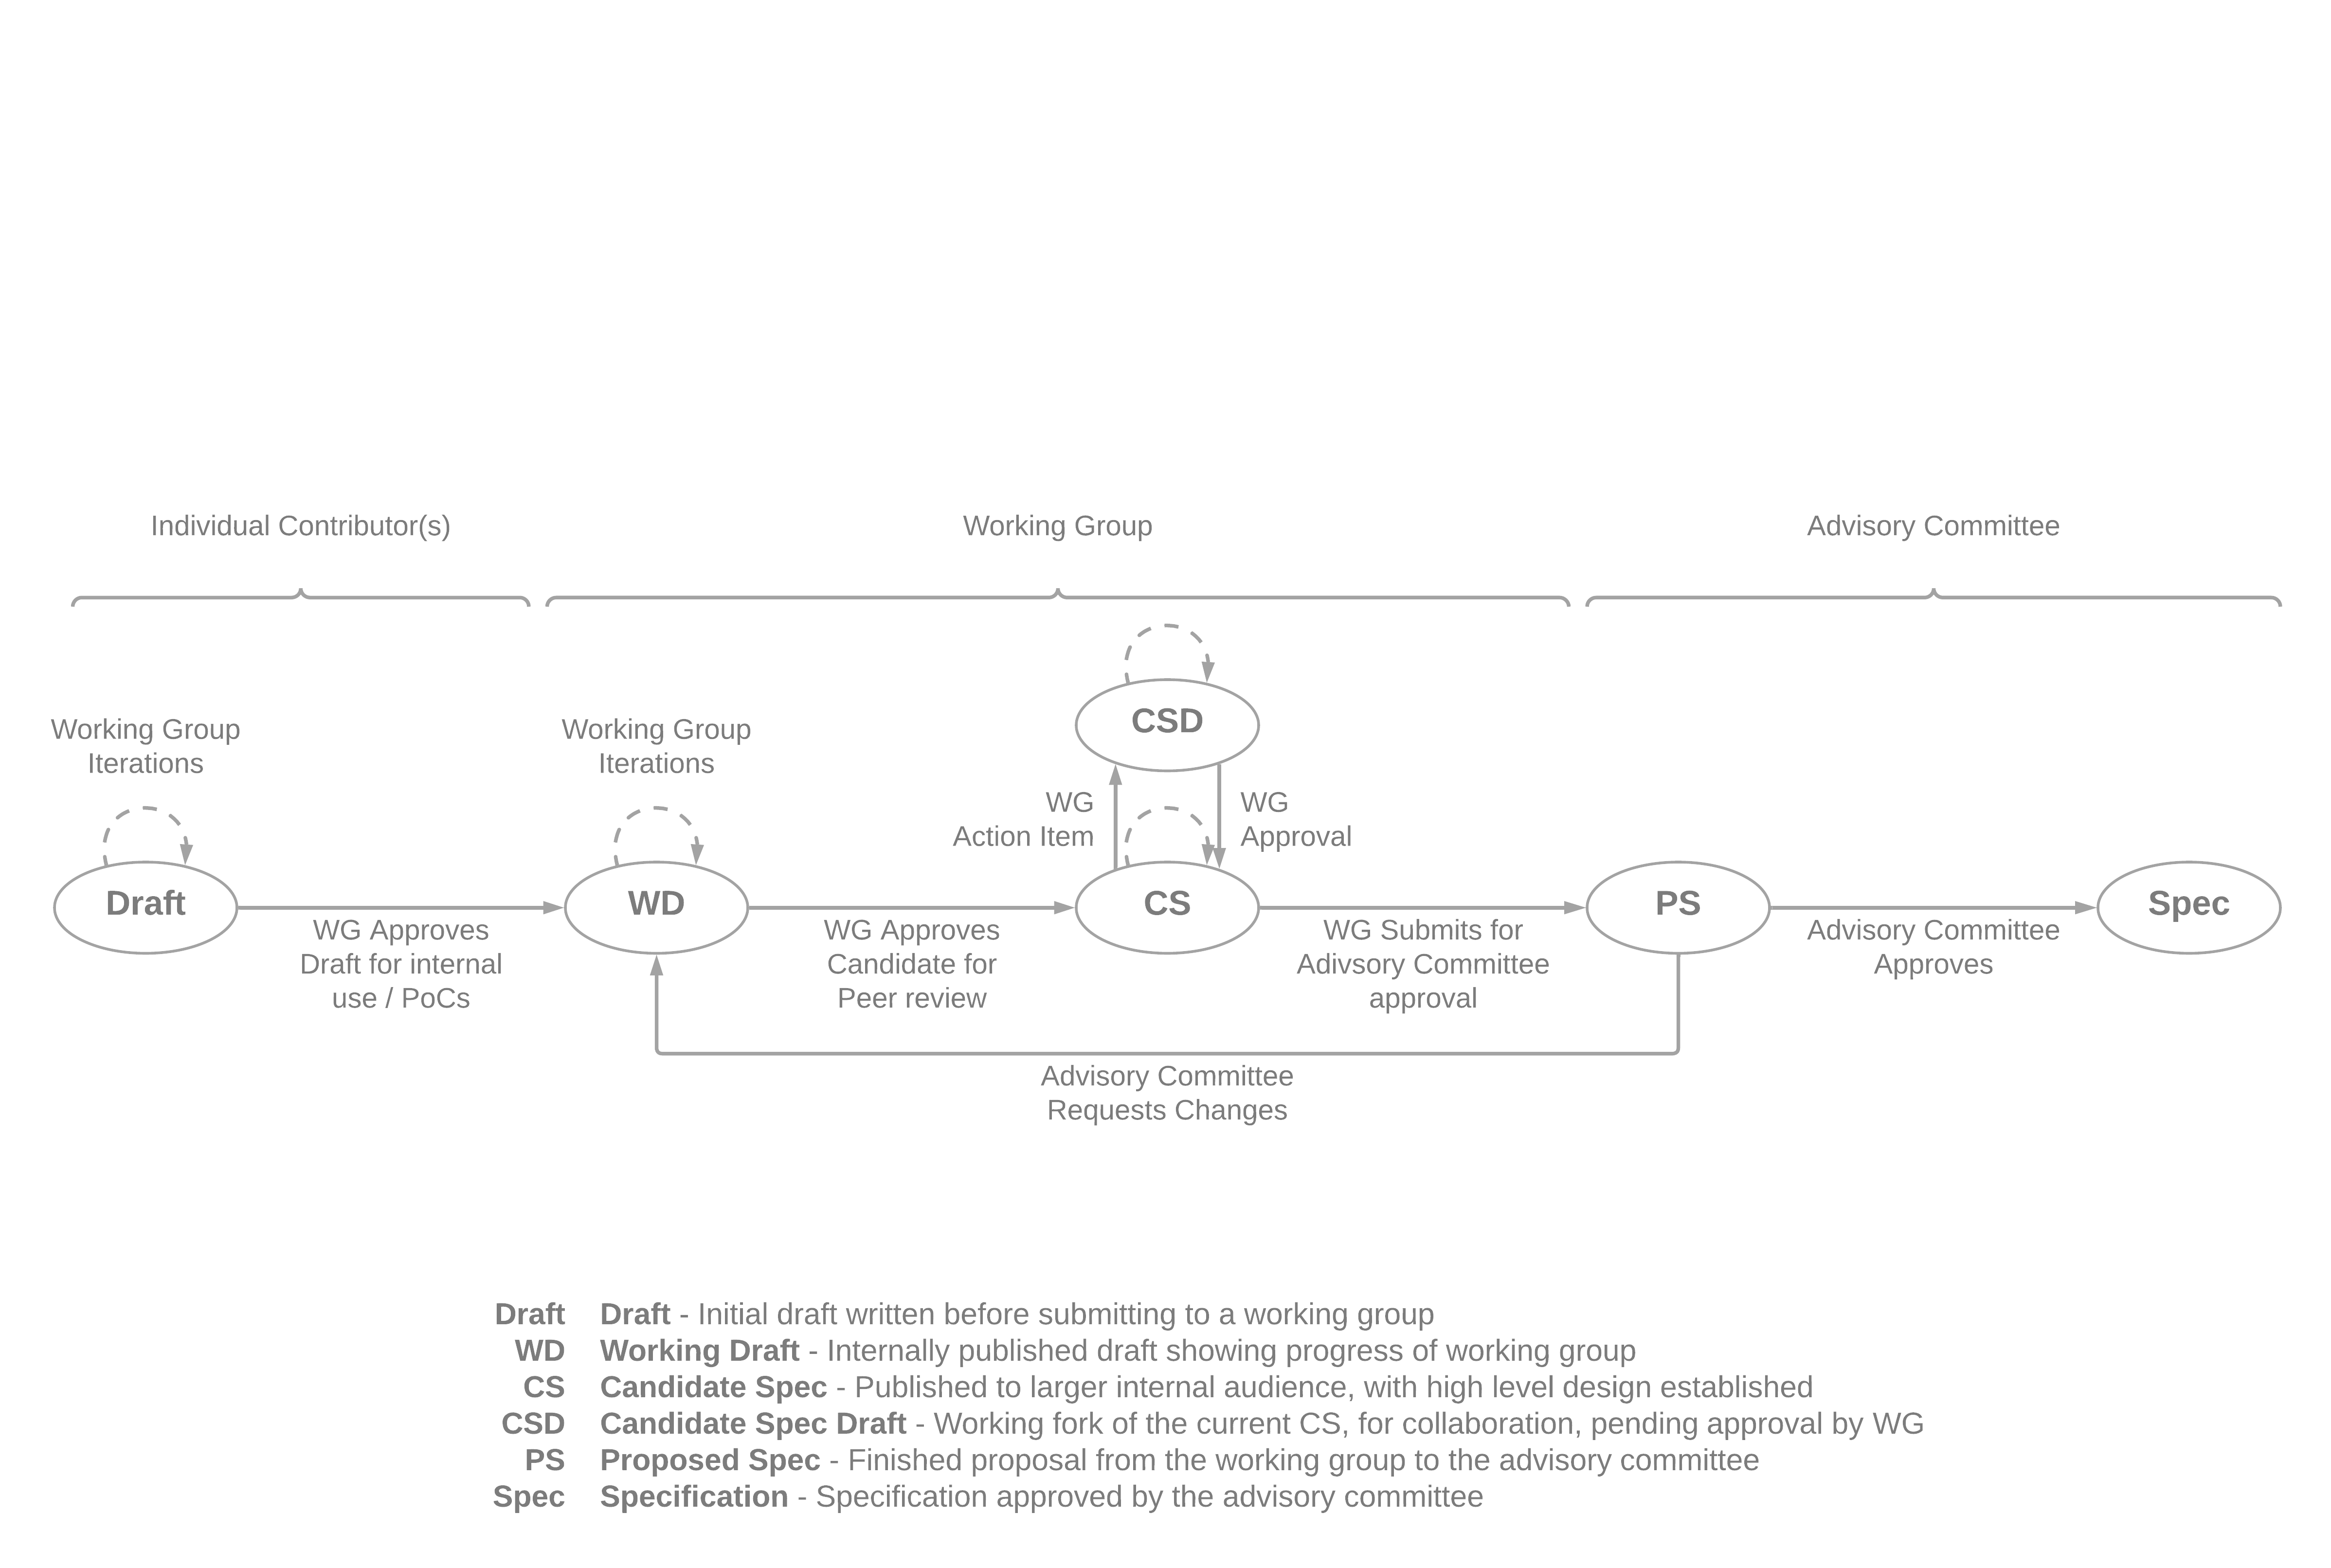 Individual Contributor(s)
Working Group
Advisory Committee
Working Group
Iterations
Working Group
Iterations
CSD
WG
Action Item
WG
Approval
Draft
WD
CS
PS
Spec
WG Approves
Draft for internal
use / PoCs
WG Approves
Candidate for
Peer review
WG Submits for
Adivsory Committee
approval
Advisory Committee
Approves
Advisory Committee
Requests Changes
Draft Draft - Initial draft written before submitting to a working group
WD Working Draft - Internally published draft showing progress of working group
CS Candidate Spec - Published to larger internal audience, with high level design established
CSD Candidate Spec Draft - Working fork of the current CS, for collaboration, pending approval by WG
PS Proposed Spec - Finished proposal from the working group to the advisory committee
Spec Specification - Specification approved by the advisory committee